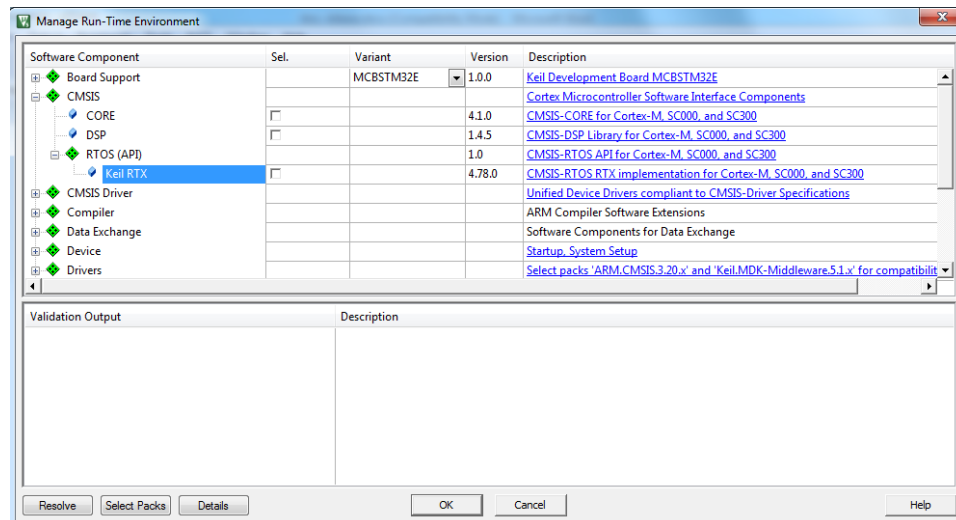 Manage Run-Time Environment
Software Component Sel. Variant Version Description
Board Support MCBSTM32E 1.0.0 Keil Development Board MCBSTM32E
CMSIS Cortex Microcontroller Software Interface Components
CORE 4.1.0 CMSIS-CORE for Cortex-M, SC000, and SC300
DSP 1.4.5 CMSIS-DSP Library for Cortex-M, SC000, and SC300
RTOS (API) 1.0 CMSIS-RTOS API for Cortex-M, SC000, and SC300
Keil RTX 4.78.0 CMSIS-RTOS RTX implementation for Cortex-M, SC000, and SC300
CMSIS Driver Unified Device Drivers compliant to CMSIS-Driver Specifications
Compiler ARM Compiler Software Extensions
Data Exchange Software Components for Data Exchange
Device Startup, System Setup
Drivers Select packs 'ARM.CMSIS.3.20.x' and 'Keil.MDK-Middleware.5.1.x' for compatibilit
Validation Output Description
Resolve Select Packs Details OK Cancel Help